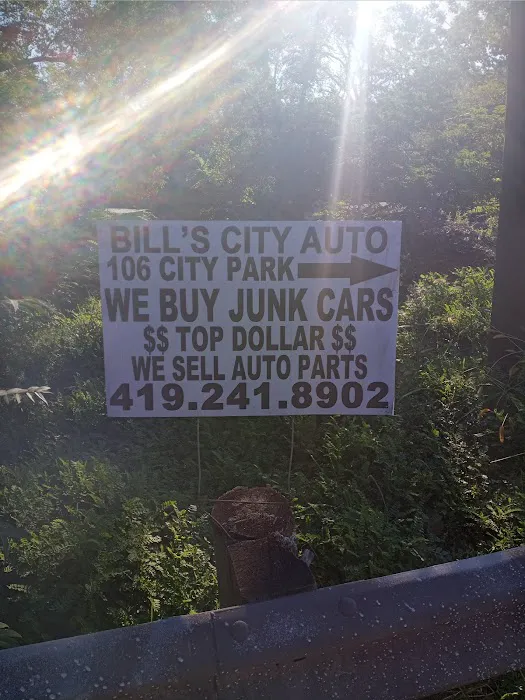 BILL'S CITY AUTO
106 CITY PARK
WE BUY JUNK CARS
$$ TOP DOLLAR $$
WE SELL AUTO PARTS
419.241.8902